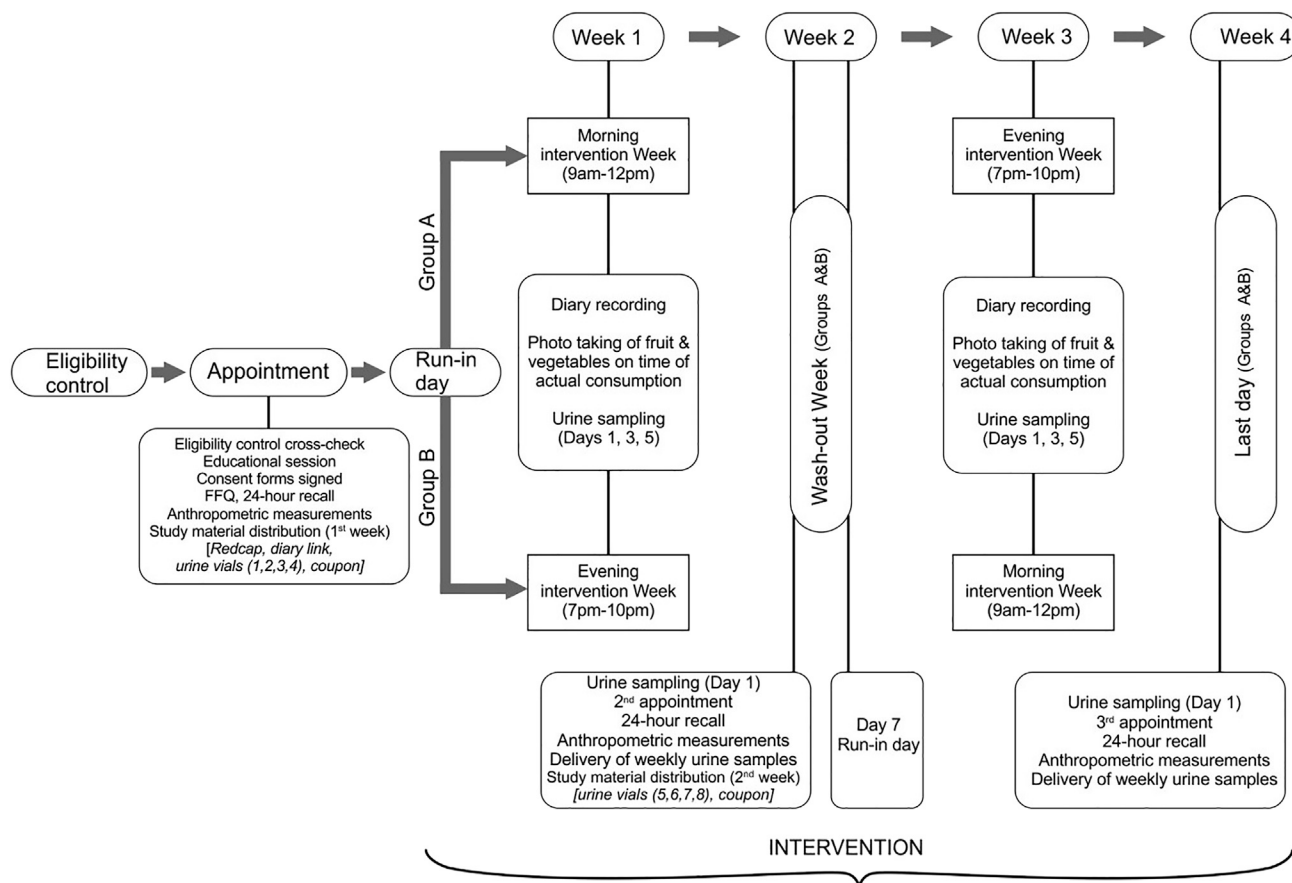 Week 1
Week 2
Week 3
Week 4
Morning
intervention Week
(9am-12pm)
Evening
intervention Week
(7pm-10pm)
Group A
Group B
Eligibility
control
Appointment
Run-in
day
Diary recording
Photo taking of fruit &
vegetables on time of
actual consumption
Urine sampling
(Days 1, 3, 5)
Wash-out Week (Groups A&B)
Diary recording
Photo taking of fruit &
vegetables on time of
actual consumption
Urine sampling
(Days 1, 3, 5)
Last day (Groups A&B)
Eligibility control cross-check
Educational session
Consent forms signed
FFQ, 24-hour recall
Anthropometric measurements
Study material distribution (1st week)
[Redcap, diary link,
urine vials (1,2,3,4), coupon]
Evening
intervention Week
(7pm-10pm)
Morning
intervention Week
(9am-12pm)
Urine sampling (Day 1)
2nd appointment
24-hour recall
Anthropometric measurements
Delivery of weekly urine samples
Study material distribution (2nd week)
[urine vials (5,6,7,8), coupon]
Day 7
Run-in day
Urine sampling (Day 1)
3rd appointment
24-hour recall
Anthropometric measurements
Delivery of weekly urine samples
INTERVENTION